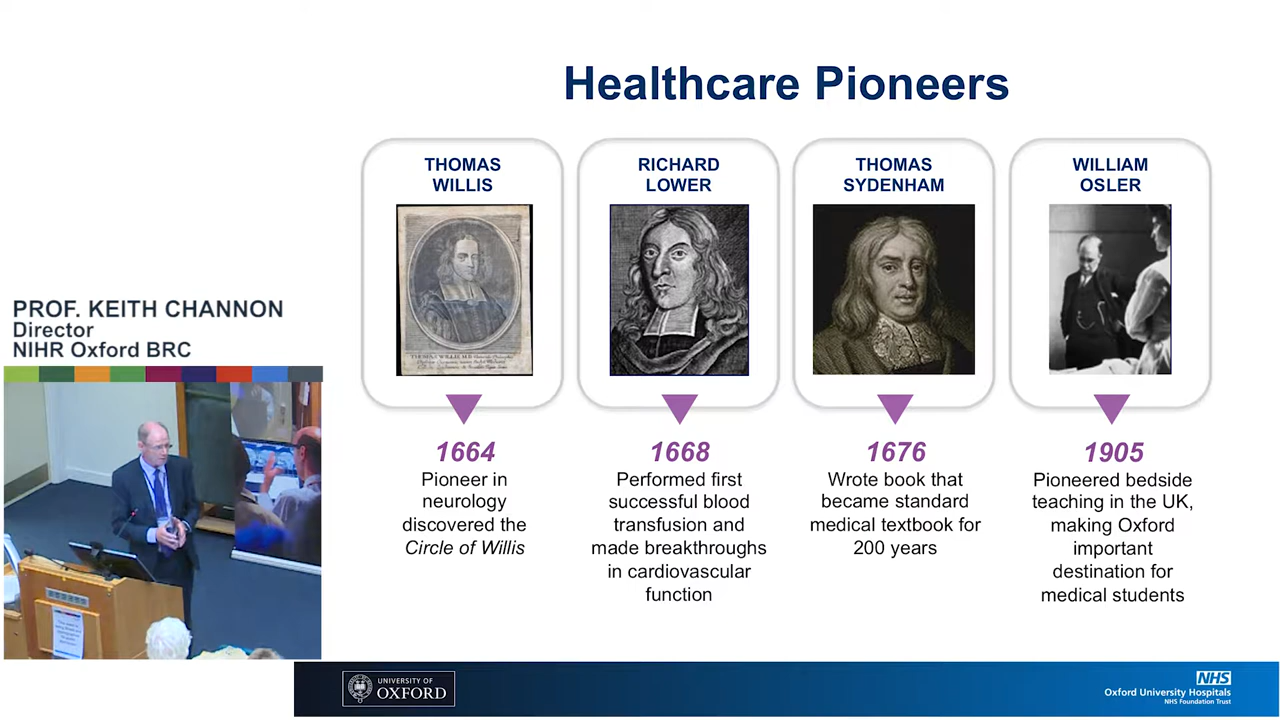 Healthcare Pioneers
THOMAS
WILLIS
1664
Pioneer in
neurology
discovered the
Circle of Willis
RICHARD
LOWER
1668
Performed first
successful blood
transfusion and
made breakthroughs
in cardiovascular
function
THOMAS
SYDENHAM
1676
Wrote book that
became standard
medical textbook for
200 years
WILLIAM
OSLER
1905
Pioneered bedside
teaching in the UK,
making Oxford
important
destination for
medical students
PROF. KEITH CHANNON
Director
NIHR Oxford BRC
UNIVERSITY OF
OXFORD
NHS
Oxford University Hospitals
NHS Foundation Trust